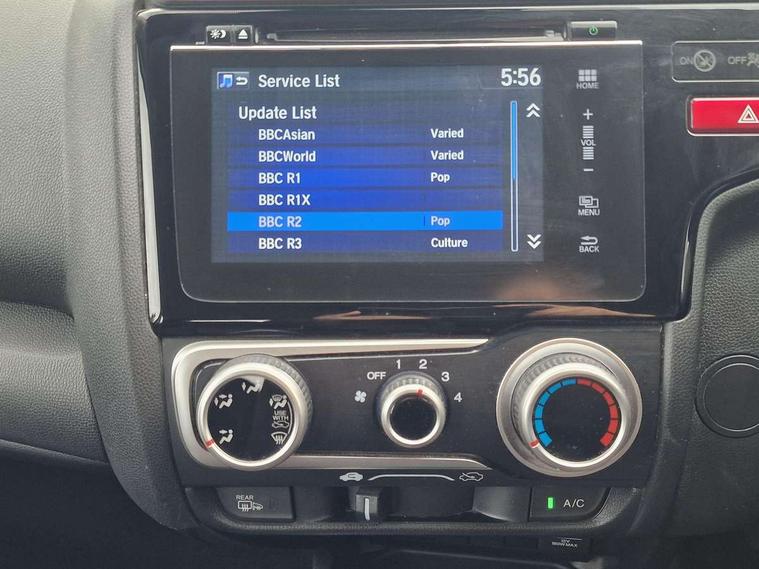 Service List 5:56
HOME
ON OFF
Update List
+
BBCAsian Varied
BBCWorld Varied
VOL
BBC R1 Pop
-
BBC R1X
MENU
BBC R2 Pop
BBC R3 Culture
BACK
OFF 1 2 3 4
USE
WITH
REAR
A/C